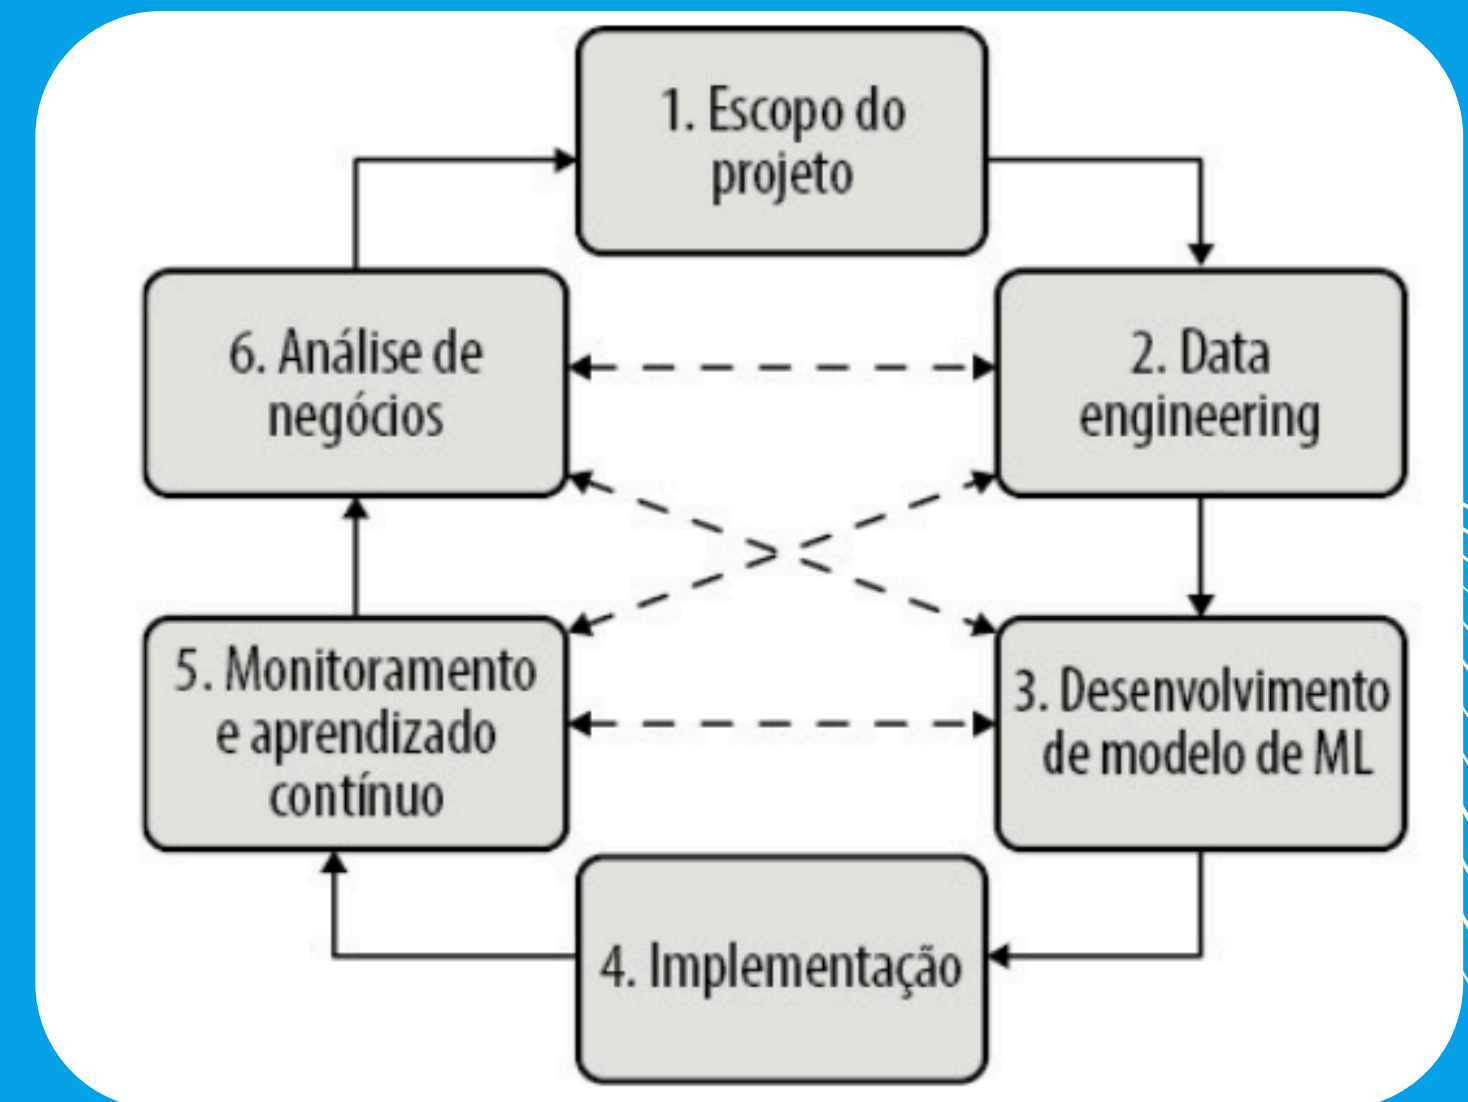 1. Escopo do
projeto
2. Data
engineering
3. Desenvolvimento
de modelo de ML
4. Implementação
5. Monitoramento
e aprendizado
contínuo
6. Análise de
negócios